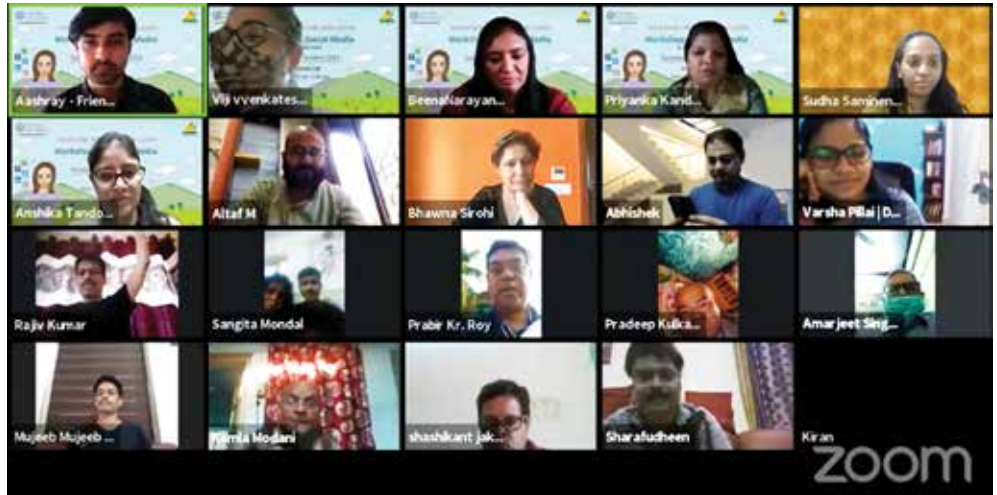 Aashray - Frien...
Viji vvenkates...
BeenaNarayan...
Priyanka Kand...
Sudha Saminen...
Anshika Tando...
Altaf M
Bhawna Sirohi
Abhishek
Varsha Pillai | D...
Rajiv Kumar
Sangita Mondal
Prabir Kr. Roy
Pradeep Kulka...
Amarjeet Sing...
Mujeeb Mujeeb ...
Kamla Modani
shashikant jak...
Sharafudheen
Kiran
zoom